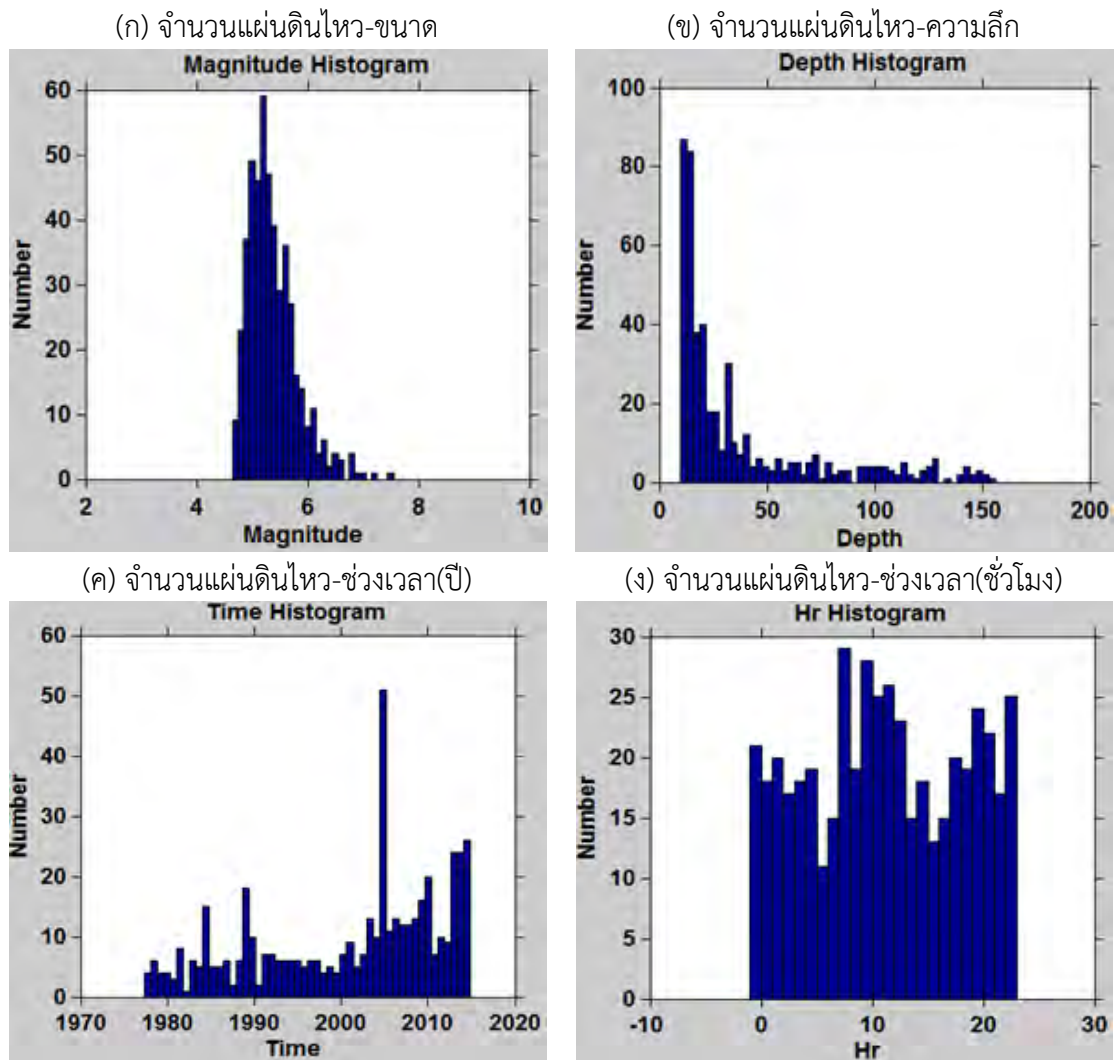 (ก) จำนวนแผ่นดินไหว-ขนาด
Magnitude Histogram
60
50
40
30
20
10
0
Number
2 4 6 8 10
Magnitude
(ข) จำนวนแผ่นดินไหว-ความลึก
Depth Histogram
100
80
60
40
20
0
Number
0 50 100 150 200
Depth
(ค) จำนวนแผ่นดินไหว-ช่วงเวลา(ปี)
Time Histogram
60
50
40
30
20
10
0
Number
1970 1980 1990 2000 2010 2020
Time
(ง) จำนวนแผ่นดินไหว-ช่วงเวลา(ชั่วโมง)
Hr Histogram
30
25
20
15
10
5
0
Number
-10 0 10 20 30
Hr